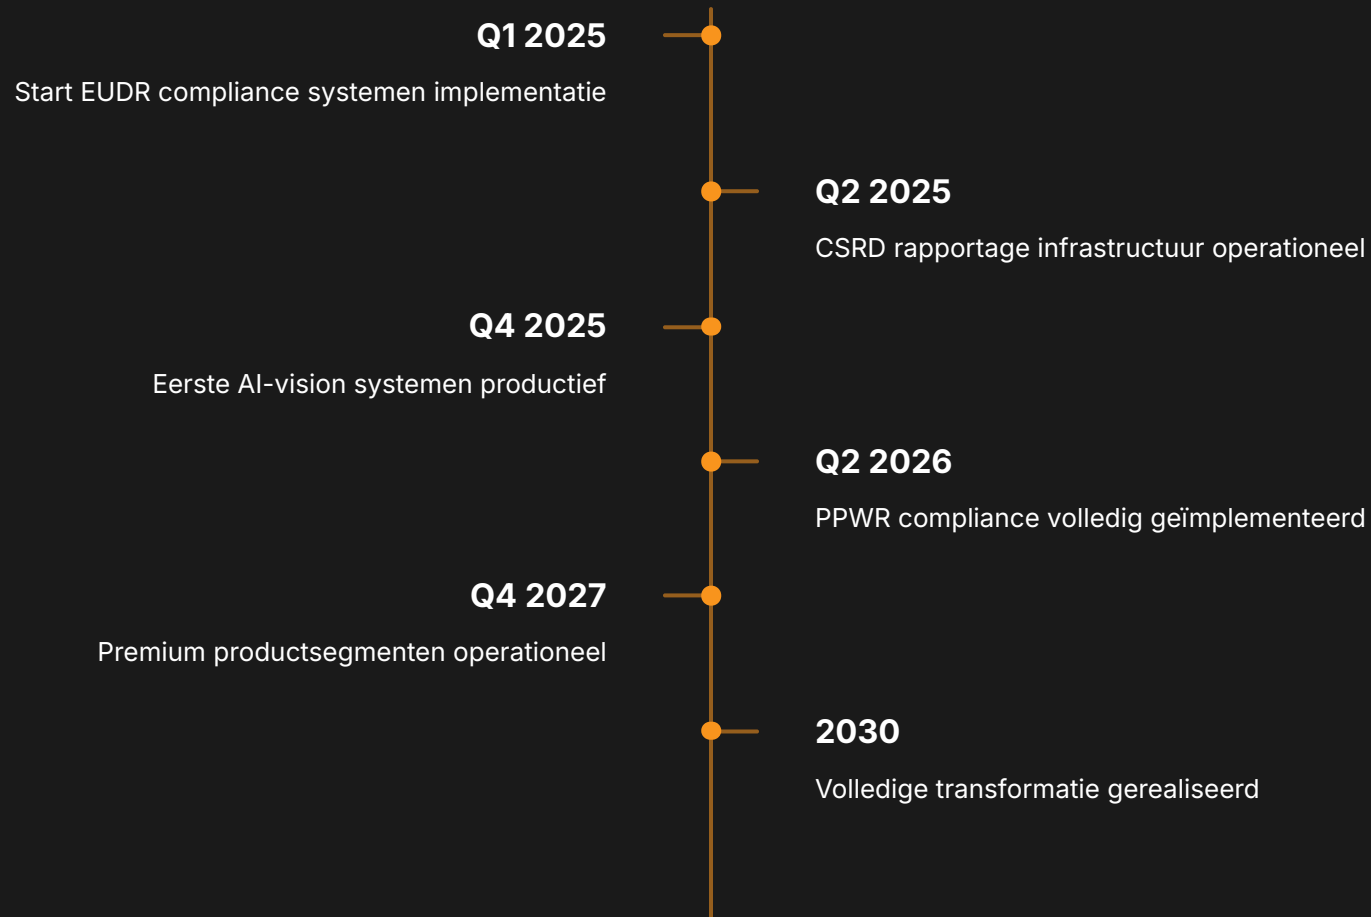 Q1 2025
Start EUDR compliance systemen implementatie
Q2 2025
CSRD rapportage infrastructuur operationeel
Q4 2025
Eerste AI-vision systemen productief
Q2 2026
PPWR compliance volledig geïmplementeerd
Q4 2027
Premium productsegmenten operationeel
2030
Volledige transformatie gerealiseerd